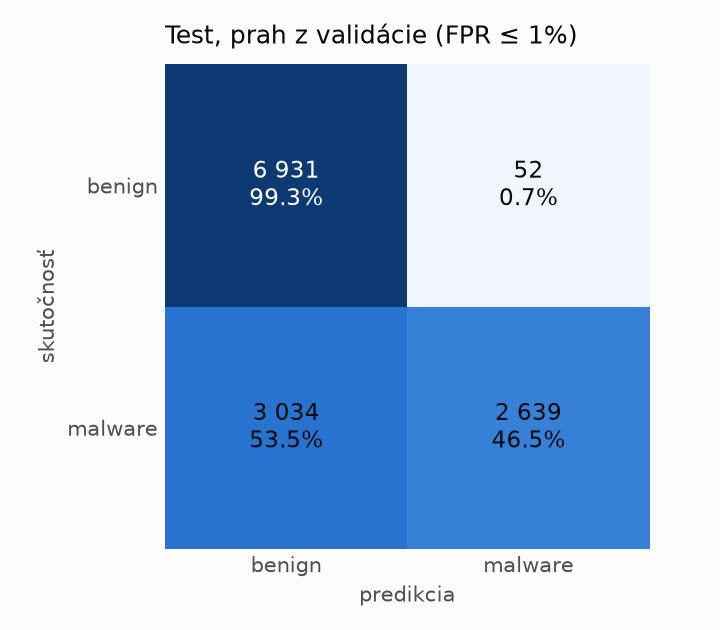 Test, prah z validácie (FPR ≤ 1%)
benign
6 931
99.3%
52
0.7%
skutočnosť
malware
3 034
53.5%
2 639
46.5%
benign
malware
predikcia